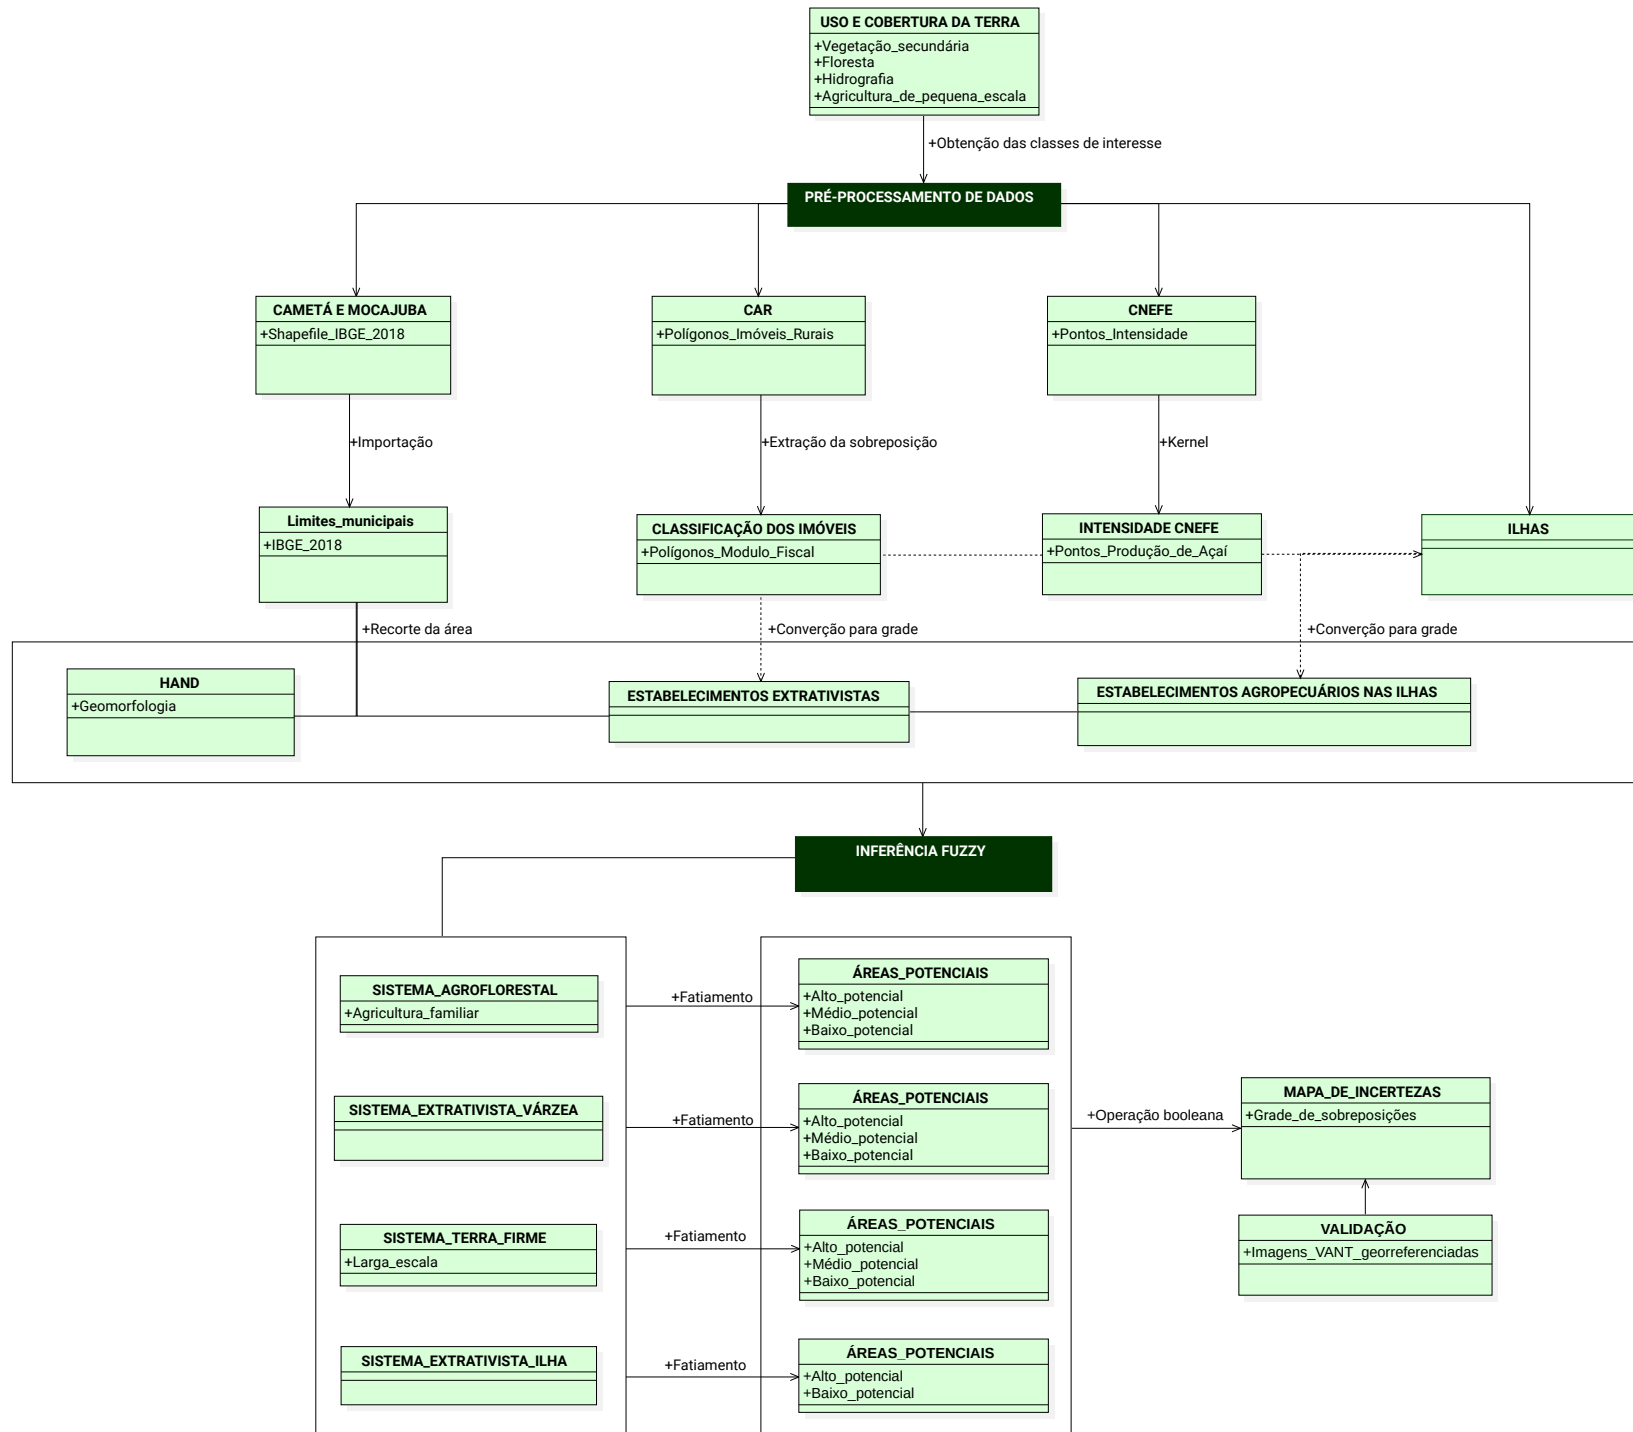 USO E COBERTURA DA TERRA
+Vegetação_secundária
+Floresta
+Hidrografia
+Agricultura_de_pequena_escala
+Obtenção das classes de interesse
PRÉ-PROCESSAMENTO DE DADOS
CAMETÁ E MOCAJUBA
+Shapefile_IBGE_2018
CAR
+Polígonos_Imóveis_Rurais
CNEFE
+Pontos_Intensidade
+Importação
+Extração da sobreposição
+Kernel
Limites_municipais
+IBGE_2018
CLASSIFICAÇÃO DOS IMÓVEIS
+Polígonos_Modulo_Fiscal
INTENSIDADE CNEFE
+Pontos_Produção_de_Açaí
ILHAS
+Recorte da área
+Converção para grade
+Converção para grade
HAND
+Geomorfologia
ESTABELECIMENTOS EXTRATIVISTAS
ESTABELECIMENTOS AGROPECUÁRIOS NAS ILHAS
INFERÊNCIA FUZZY
SISTEMA_AGROFLORESTAL
+Agricultura_familiar
+Fatiamento
ÁREAS_POTENCIAIS
+Alto_potencial
+Médio_potencial
+Baixo_potencial
SISTEMA_EXTRATIVISTA_VÁRZEA
+Fatiamento
ÁREAS_POTENCIAIS
+Alto_potencial
+Médio_potencial
+Baixo_potencial
+Operação booleana
MAPA_DE_INCERTEZAS
+Grade_de_sobreposições
SISTEMA_TERRA_FIRME
+Larga_escala
+Fatiamento
ÁREAS_POTENCIAIS
+Alto_potencial
+Médio_potencial
+Baixo_potencial
VALIDAÇÃO
+Imagens_VANT_georreferenciadas
SISTEMA_EXTRATIVISTA_ILHA
+Fatiamento
ÁREAS_POTENCIAIS
+Alto_potencial
+Baixo_potencial